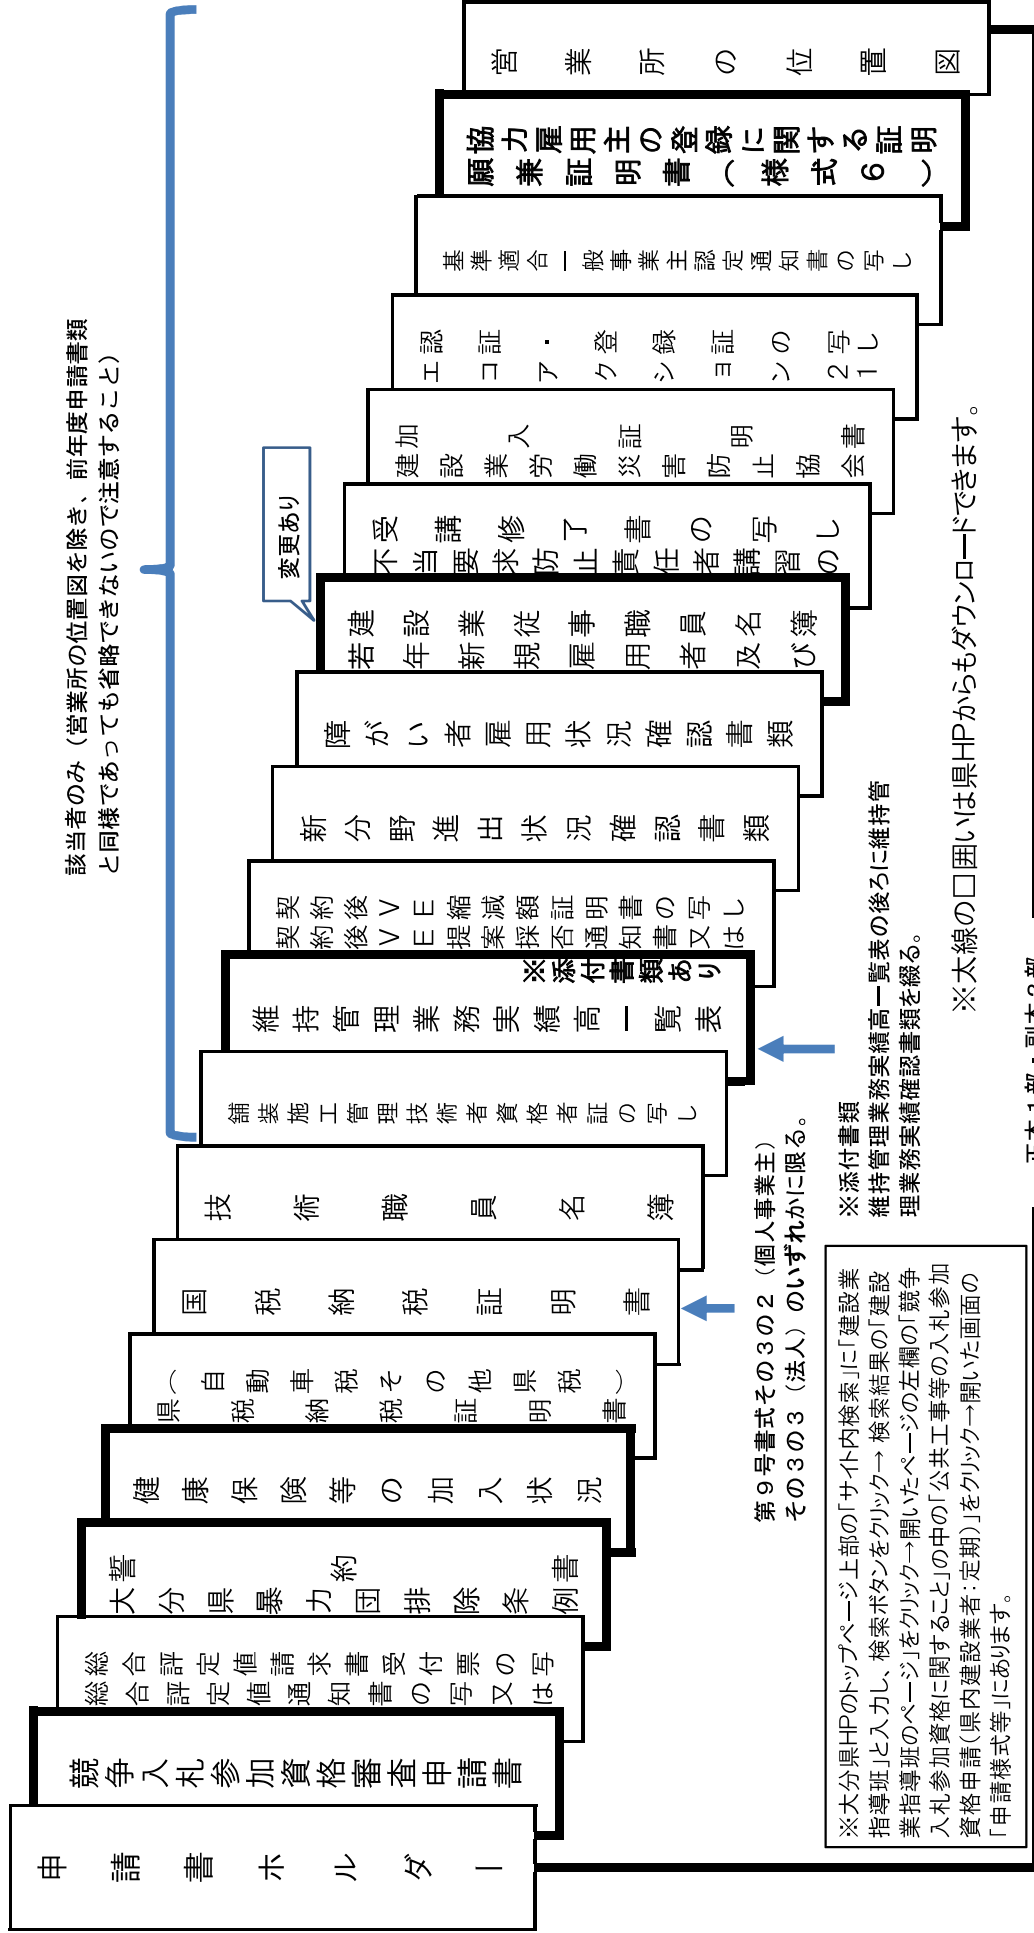 該当者のみ（営業所の位置図を除き、前年度申請書類
と同様であっても省略できないので注意すること）
変更あり
申請書ホルダー
競争入札参加資格審査申請書
総合評定値通知書の写又は
総合評定値請求書受付票の写
大分県暴力団排除条例
誓約書
健康保険等の加入状況
県税納税証明書
（自動車税その他県税）
国税納税証明書
技術職員名簿
舗装施工管理技術者資格者証の写し
維持管理業務実績高一覧表
※添付書類あり
契約後ＶＥ提案採否通知書又は
契約後ＶＥ縮減額証明書の写し
新分野進出状況確認書類
障がい者雇用状況確認書類
若年新規雇用者及び
建設業従事職員名簿
不当要求防止責任者講習の
受講修了書の写し
建設業労働災害防止協会
加入証明書
エコアクション２１
認証・登録証の写し
基準適合一般事業主認定通知書の写し
協力雇用主の登録に関する証明
願兼証明書（様式６）
営業所の位置図
第９号書式その３の２（個人事業主）
その３の３（法人）のいずれかに限る。
※添付書類
維持管理業務実績高一覧表の後ろに維持管
理業務実績確認書類を綴る。
※太線の□囲いは県HPからもダウンロードできます。
※大分県HPのトップページ上部の「サイト内検索」に「建設業
指導班」と入力し、検索ボタンをクリック→検索結果の「建設
業指導班のページ」をクリック→開いたページの左欄の「競争
入札参加資格に関すること」の中の「公共工事等の入札参加
資格申請（県内建設業者：定期）」をクリック→開いた画面の
「申請様式等」にあります。